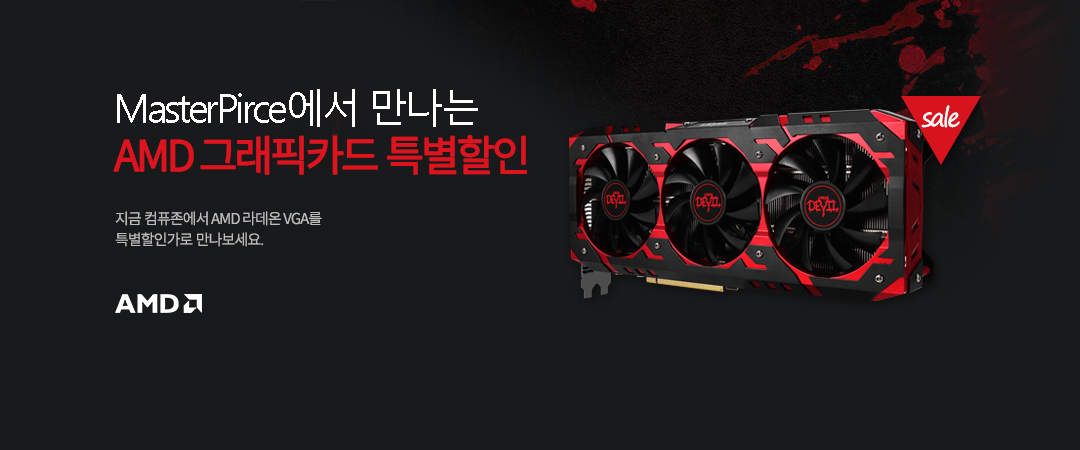 MasterPirce에서 만나는
AMD 그래픽카드 특별할인
sale
지금 컴퓨존에서 AMD 라데온 VGA를
특별할인가로 만나보세요.
AMD
DEVIL
DEVIL
DEVIL